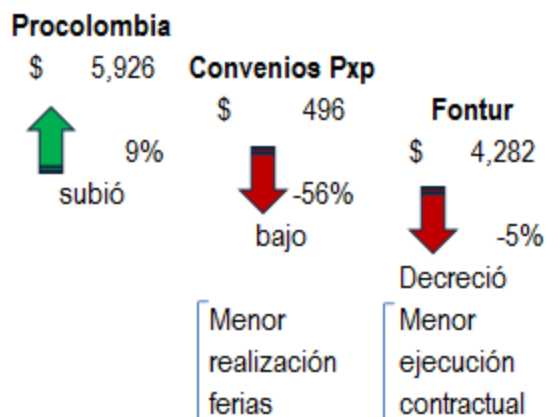 Procolombia
$ 5,926
9%
subió
Convenios Pxp
$ 496
-56%
bajo
Menor
realización
ferias
Fontur
$ 4,282
-5%
Decreció
Menor
ejecución
contractual